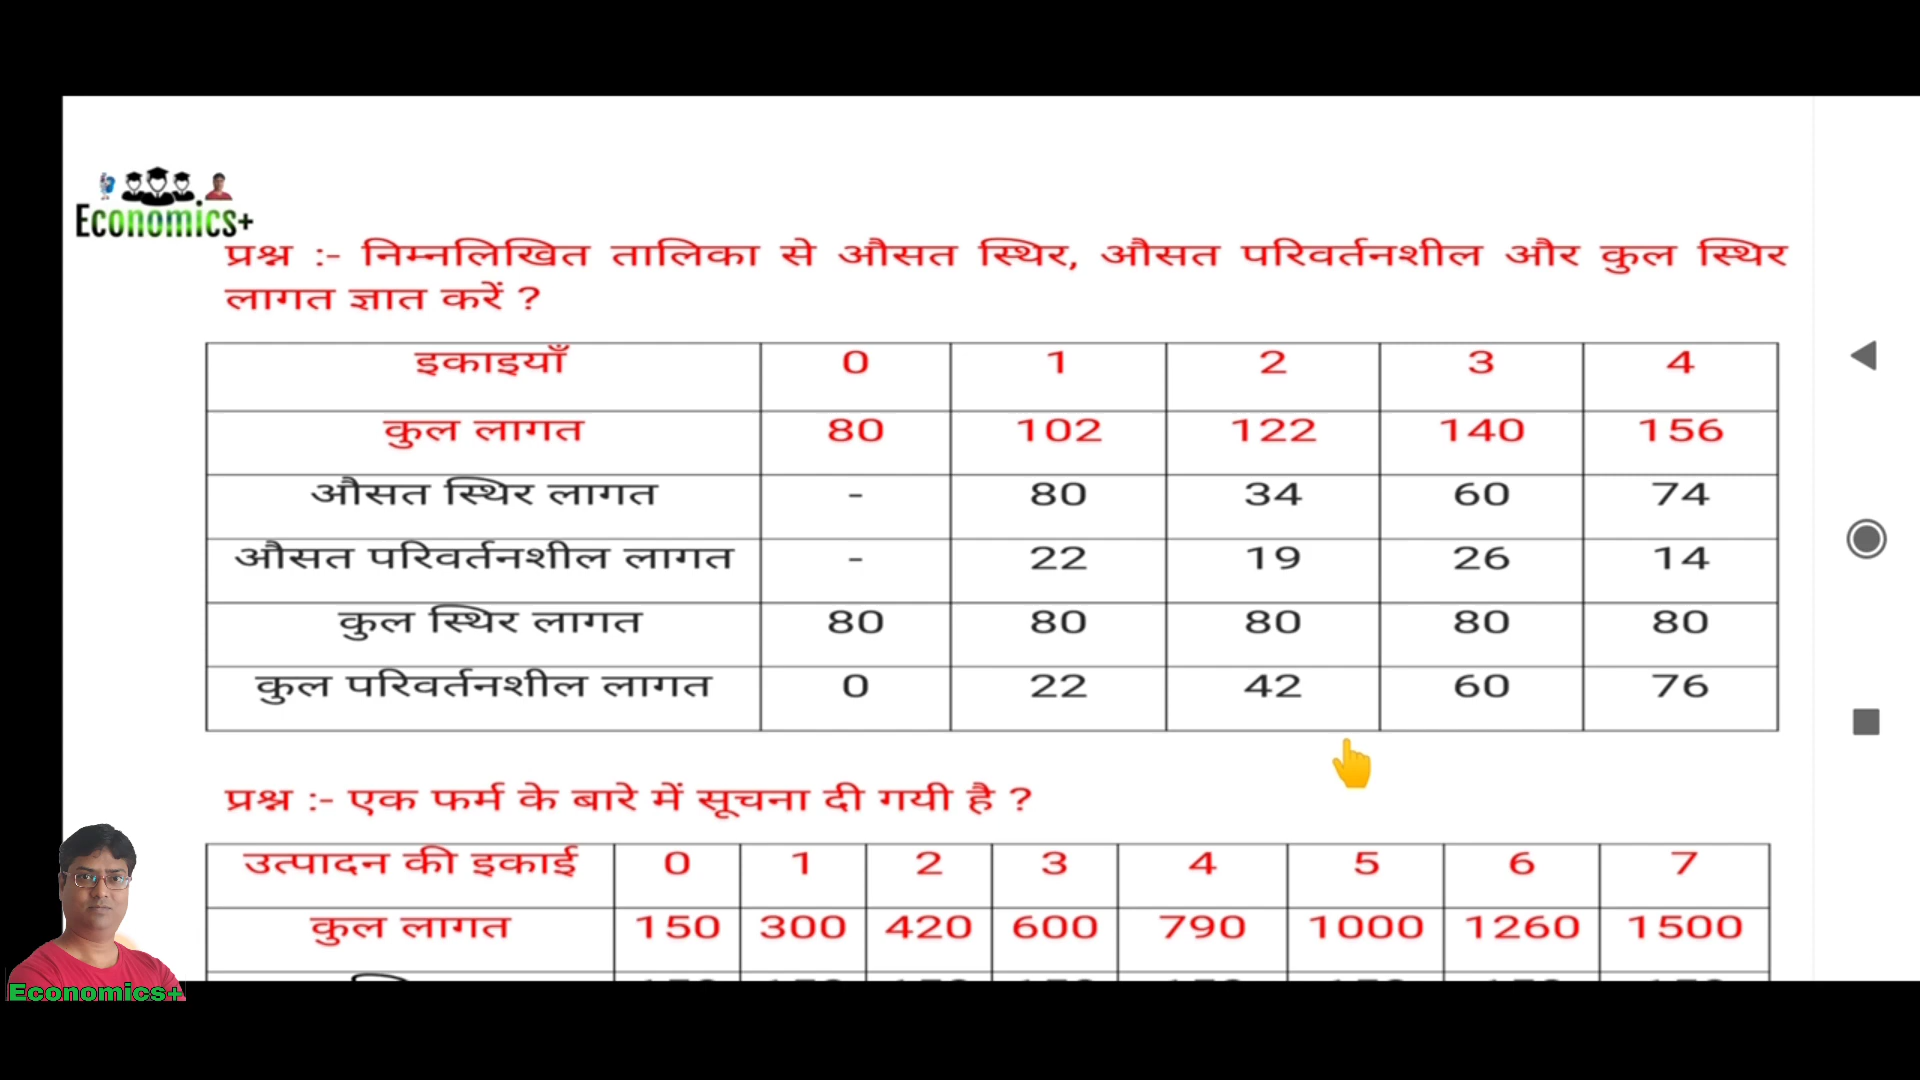 Economics+
प्रश्न :- निम्नलिखित तालिका से औसत स्थिर, औसत परिवर्तनशील और कुल स्थिर
लागत ज्ञात करें ?
इकाइयाँ 0 1 2 3 4
कुल लागत 80 102 122 140 156
औसत स्थिर लागत - 80 34 60 74
औसत परिवर्तनशील लागत - 22 19 26 14
कुल स्थिर लागत 80 80 80 80 80
कुल परिवर्तनशील लागत 0 22 42 60 76
प्रश्न :- एक फर्म के बारे में सूचना दी गयी है ?
उत्पादन की इकाई 0 1 2 3 4 5 6 7
कुल लागत 150 300 420 600 790 1000 1260 1500
Economics+